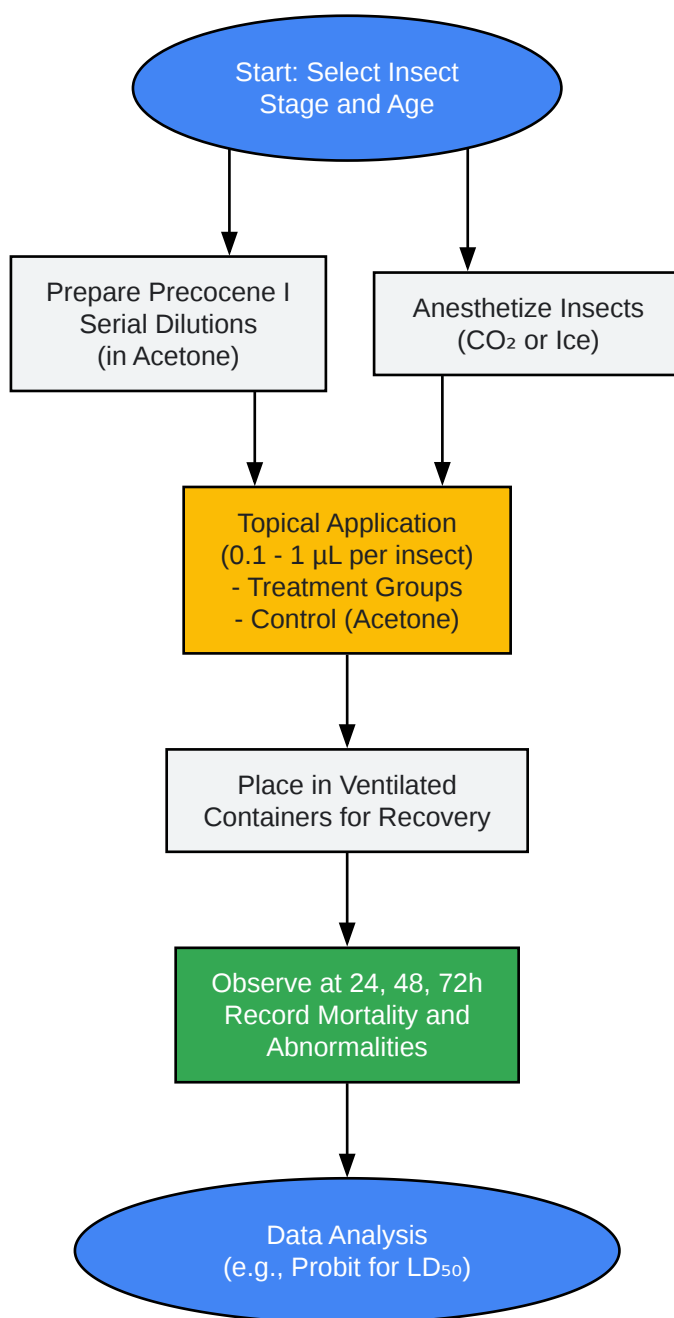 Start: Select Insect
Stage and Age
Prepare Precocene I
Serial Dilutions
(in Acetone)
Anesthetize Insects
(CO₂ or Ice)
Topical Application
(0.1 - 1 µL per insect)
- Treatment Groups
- Control (Acetone)
Place in Ventilated
Containers for Recovery
Observe at 24, 48, 72h
Record Mortality and
Abnormalities
Data Analysis
(e.g., Probit for LD₅₀)